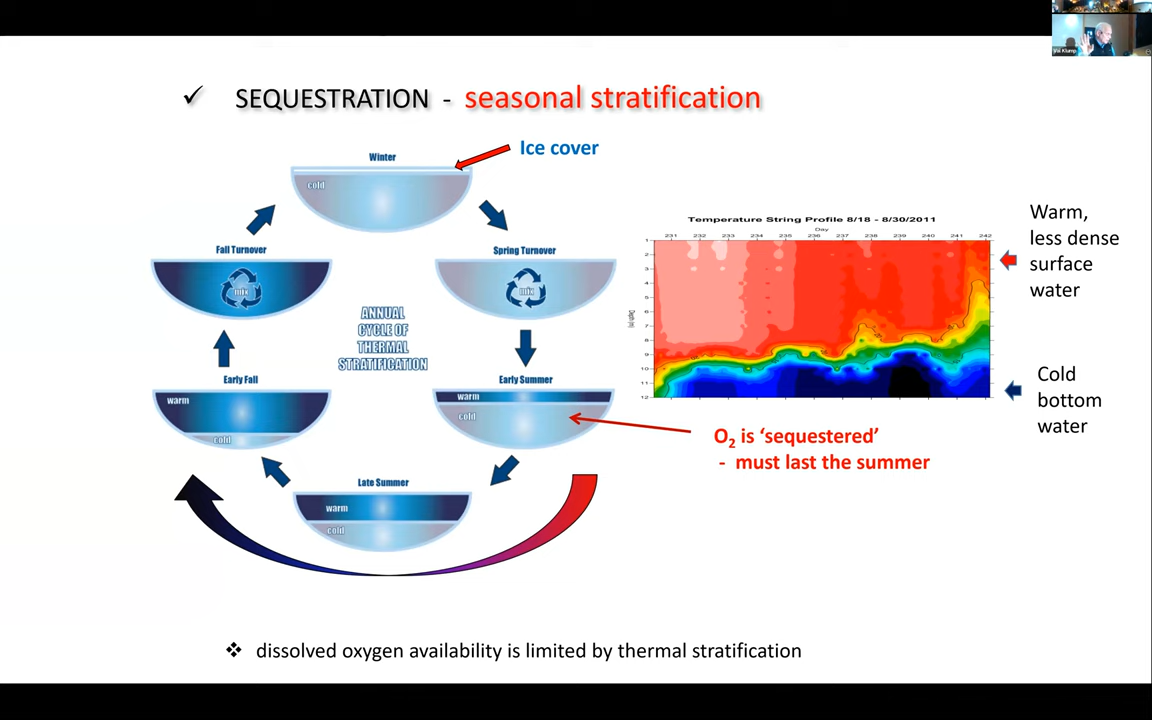 ✓ SEQUESTRATION - seasonal stratification
Ice cover
Winter
cold
Fall Turnover
mix
Spring Turnover
mix
ANNUAL
CYCLE OF
THERMAL
STRATIFICATION
Early Fall
warm
cold
Early Summer
warm
cold
Late Summer
warm
cold
Temperature String Profile 8/18 - 8/30/2011
Day
231 232 233 234 235 236 237 238 239 240 241 242
Depth (m)
1
2
3
4
5
6
7
8
9
10
11
12
Warm,
less dense
surface
water
Cold
bottom
water
O₂ is ‘sequestered’
- must last the summer
❖ dissolved oxygen availability is limited by thermal stratification